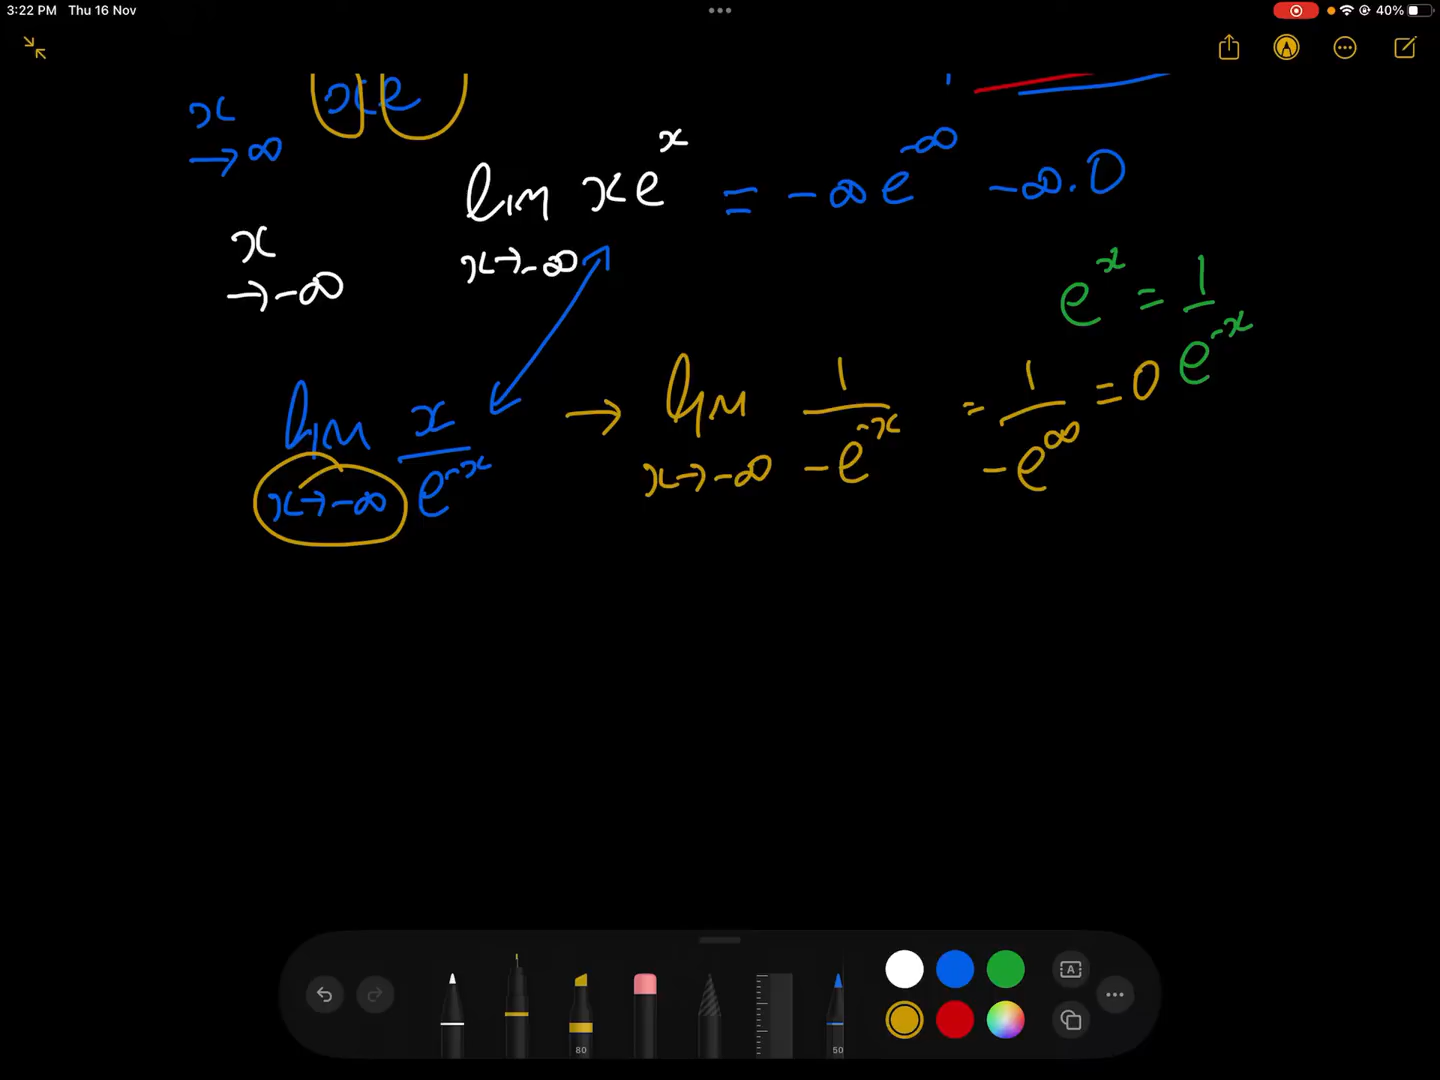 3:22 PM Thu 16 Nov
40%
x → ∞ xe
lim x→-∞ xe^x = -∞e^-∞ -∞.0
x → -∞
e^x = 1/e^-x
lim x→-∞ x/e^-x → lim x→-∞ 1/-e^-x = 1/-e^∞ = 0
80
50
A